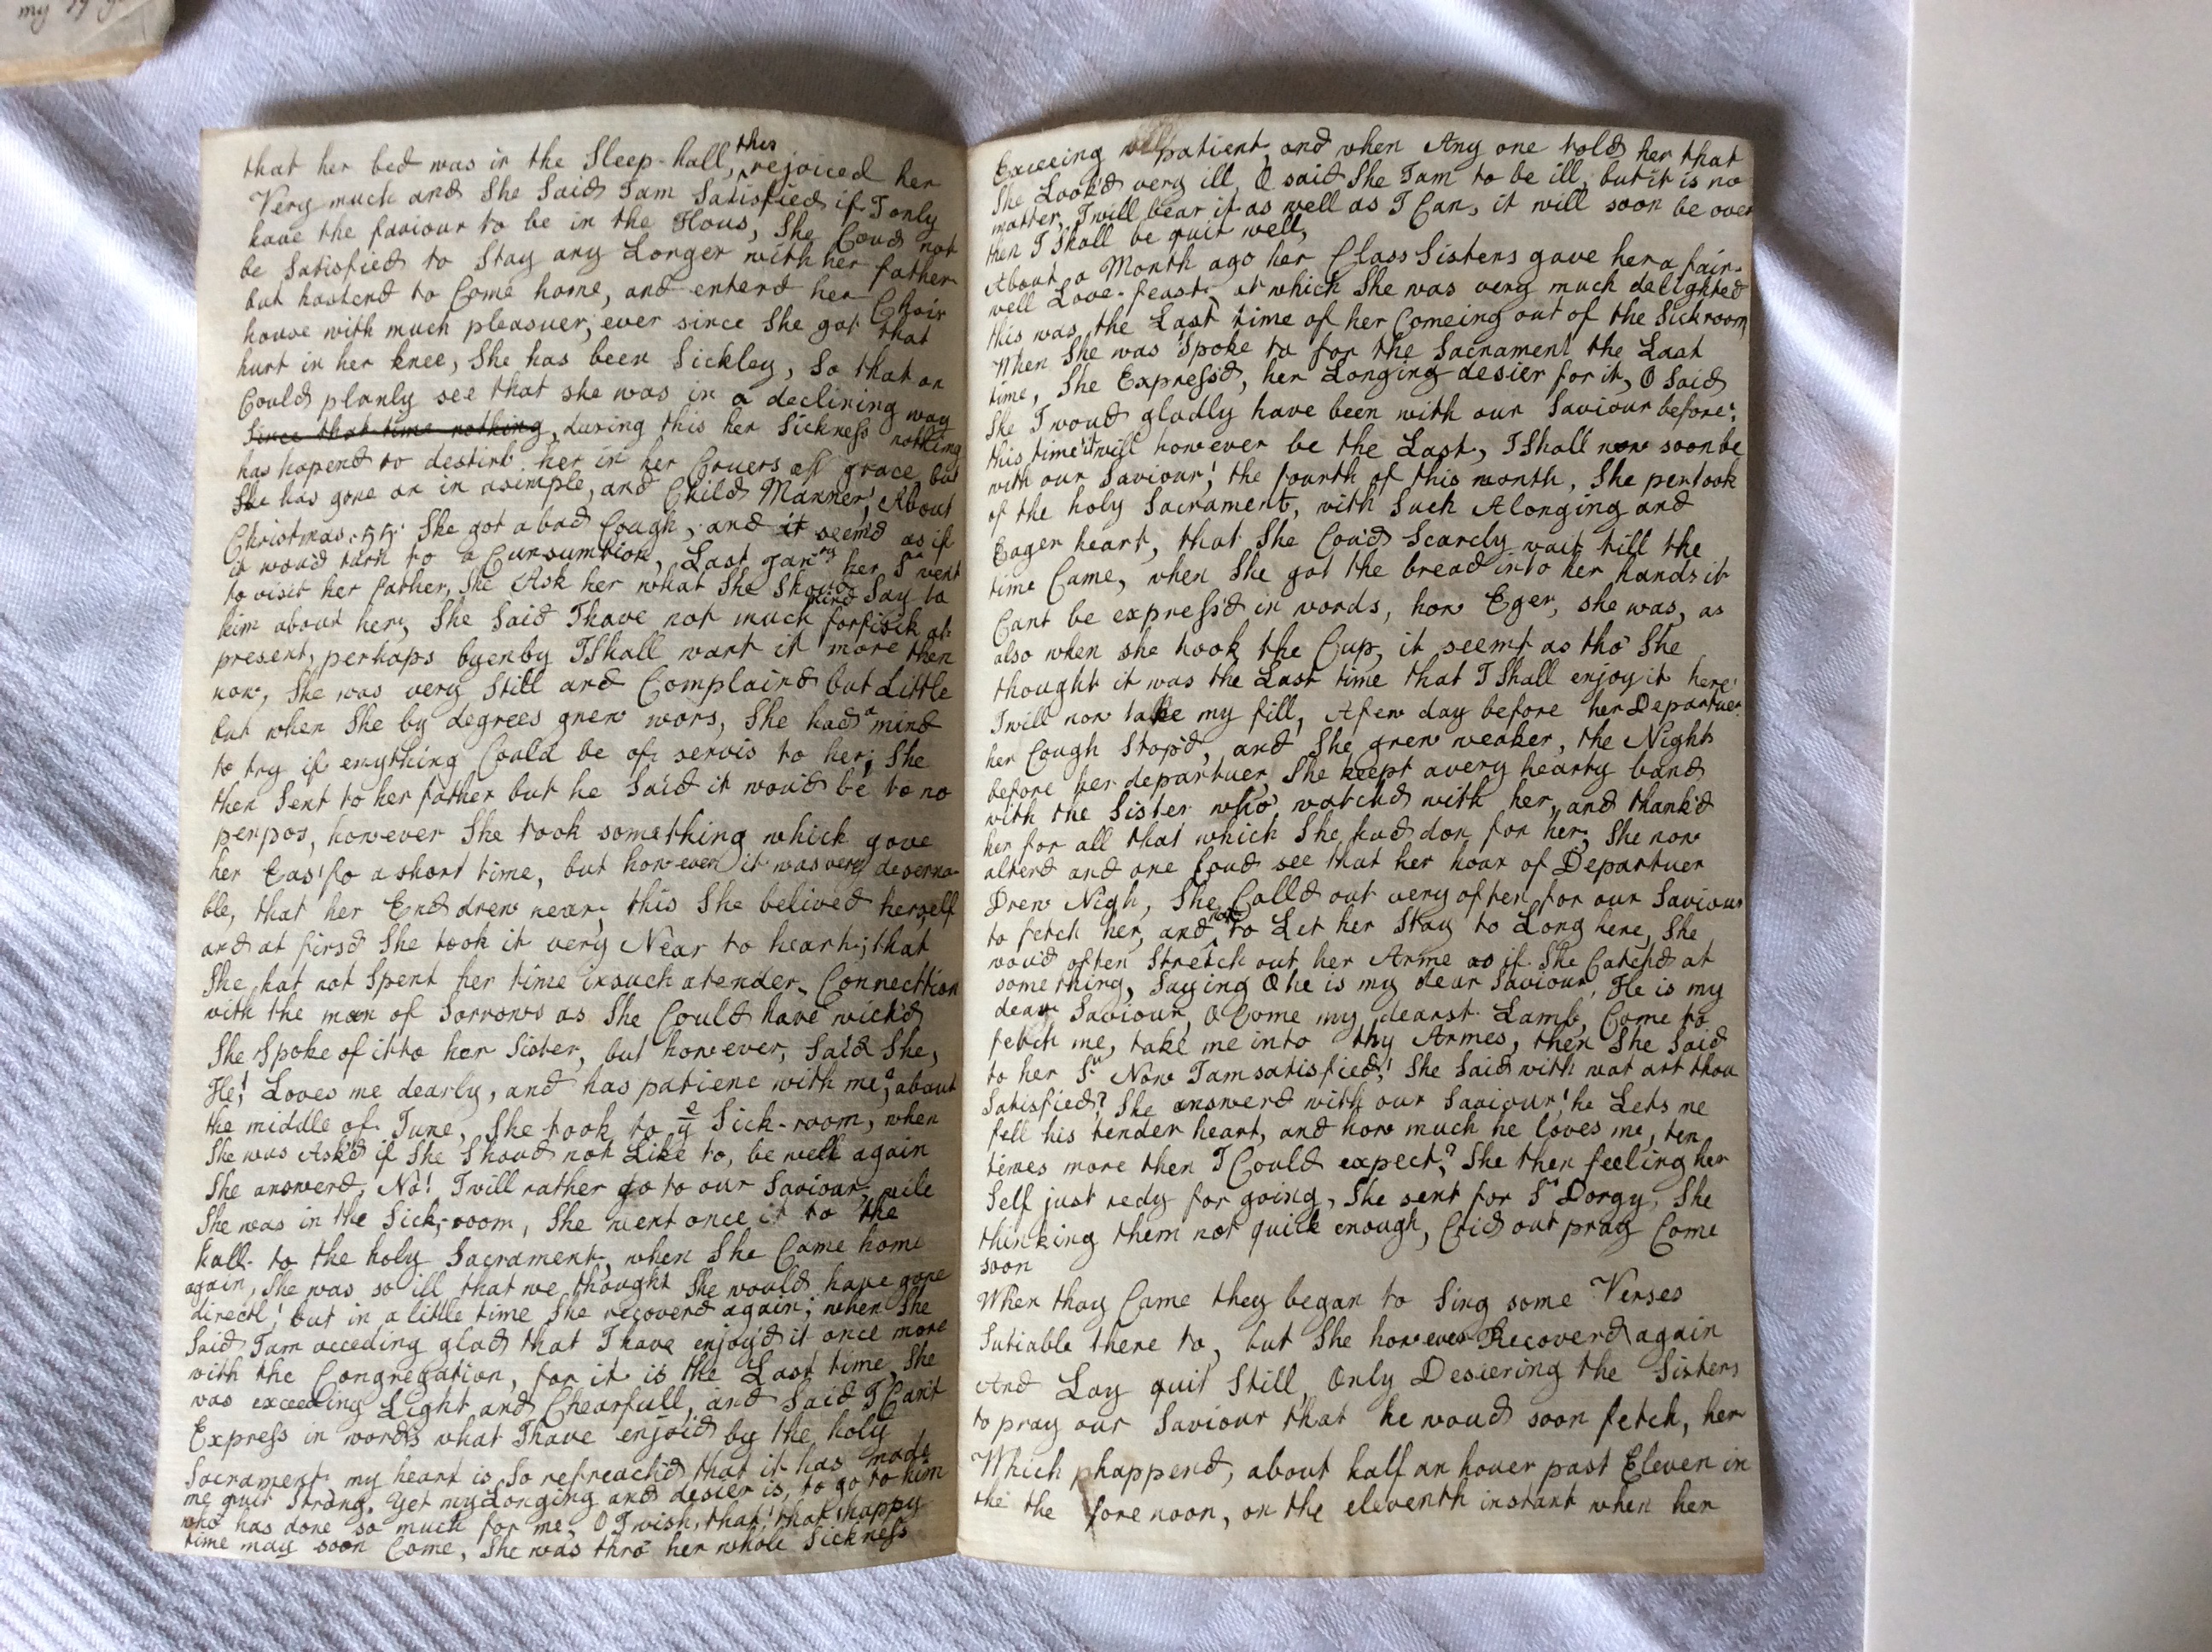 my
that her bed was in the Sleep-hall, this rejoiced her
Very much and She Said I am Satisfied if I only
have the faviour to be in the Hous, She Coud not
be Satisfied to Stay any Longer with her father
but hastend to Come home, and enterd her Choir
house with much pleasuer; ever since She got that
hurt in her knee, She has been Sickley, So that on
Could planly see that she was in a declining way
Since that time nothing, during this her Sickness nothing
has hapend to destirb her in her Couers off grace, but
She has gone on in a simple, and Child Manner, About
Christmas 55. She got a bad Cough, and it seemd as if
it wou'd turn to a Cunsumtion, Last Janry her Sr went
to visit her father, She Ask her what She Shou'd Say to
him about her, She Said I have not much mind for fisick at
present, perhaps byenby I Shall want it more then
now, She was very Still and Complaind but Little
but when She by degrees grew wors, She had a mind
to try if enything Could be of servis to her; She
then Sent to her father but he Said it wou'd be to no
perpos, however She took something which gave
her Eas' fo a short time, but however it was very deserna-
ble, that her End drew near; this She belived herself
and at firsd She took it very Near to heart; that
She hat not Spent her time in such a tender Connecttion
with the man of Sorrows as She Could have wich'd
She Spoke of it to her Sister, but however, Said She,
He! Loves me dearly, and has patienc with me, about
the middle of June, She took to ye Sick-room, when
She was Ask'd if She Shoud not Like to, be well again
She answerd, No! I will rather go to our Saviour, wile
She was in the Sick-room, She went once it to the
hall to the holy Sacrament, when She Came home
again, She was so ill that we thought She would have gone
directl! but in a little time She recoverd again; when She
Said I am acceding glad that I have enjoy'd it once more
with the Congregation, for it is the Last time, She
was exceeding Light and Chearfull, and Said I Can't
Express in words what I have enjoid by the holy
Sacrament my heart is So refreach'd that it has made
me quit Strong. Yet my Longing and desier is, to go to him
who has done so much for me, O I wish, that! that happy
time may soon Come, She was thro' her whole Sickness
Exceeing patient, and when Any one told her that
She Look'd very ill, O said She I am to be ill, but it is no
matter, I will bear it as well as I Can, it will soon be over
then I Shall be quit well,
About a Month ago her Class Sisters gave her a fair-
well Love-feast, at which She was very much delighted
this was the Last time of her Comeing out of the Sickroom
When She was Spoke to for the Sacrament the Last
time, She Express'd, her Longing desier for it, O Said
She I woud gladly have been with our Saviour before;
this time it will however be the Last, I Shall now soon be
with our Saviour! the fourth of this month, She pertook
of the holy Sacrament, with Such A longing and
Eager heart, that She Cou'd Scarcly wait till the
time Came, when She got the bread into her hands it
Cant be express'd in words, how Eger, she was, as
also when she took the Cup, it seemt as tho' She
thought it was the Last time that I Shall enjoy it here
I will now take my fill, A few day before her Departuer
her Cough Stop'd, and She grew weaker, the Night
before her departuer, She keept a very hearty band
with the Sister who' watchd with her, and thank'd
her for all that which She had don for her; She now
alterd and one Coud see that her hour of Departuer
Drew Nigh, She Calld out very often for our Saviour
to fetch her, and not to Let her Stay to Long here, She
wou'd often Stretch out her Arme as if She Catch'd at
something, Saying O he is my dear Saviour, He is my
dear Saviour, O Come my dearst Lamb, Come to
fetch me, take me into thy Armes, then She Said
to her Sr Now I am satisfied! She Said with wat art thou
Satisfied? She answerd with our Saviour! he Lets me
fell his tender heart, and how much he loves me, ten
times more then I Could expect? She then feeling her
Self just redy for going, She sent for Sr Dorgy, She
thinking them not quick enough, Crid out pray Come
soon
When thay Came they began to Sing some Verses
Sutiable there to, but She however Recoverd again
And Lay quit Still, Only Desiering the Sisters
to pray our Saviour that he woud soon fetch, her
Which happend, about half an houer past Eleven in
the the fore noon, on the eleventh instant when her